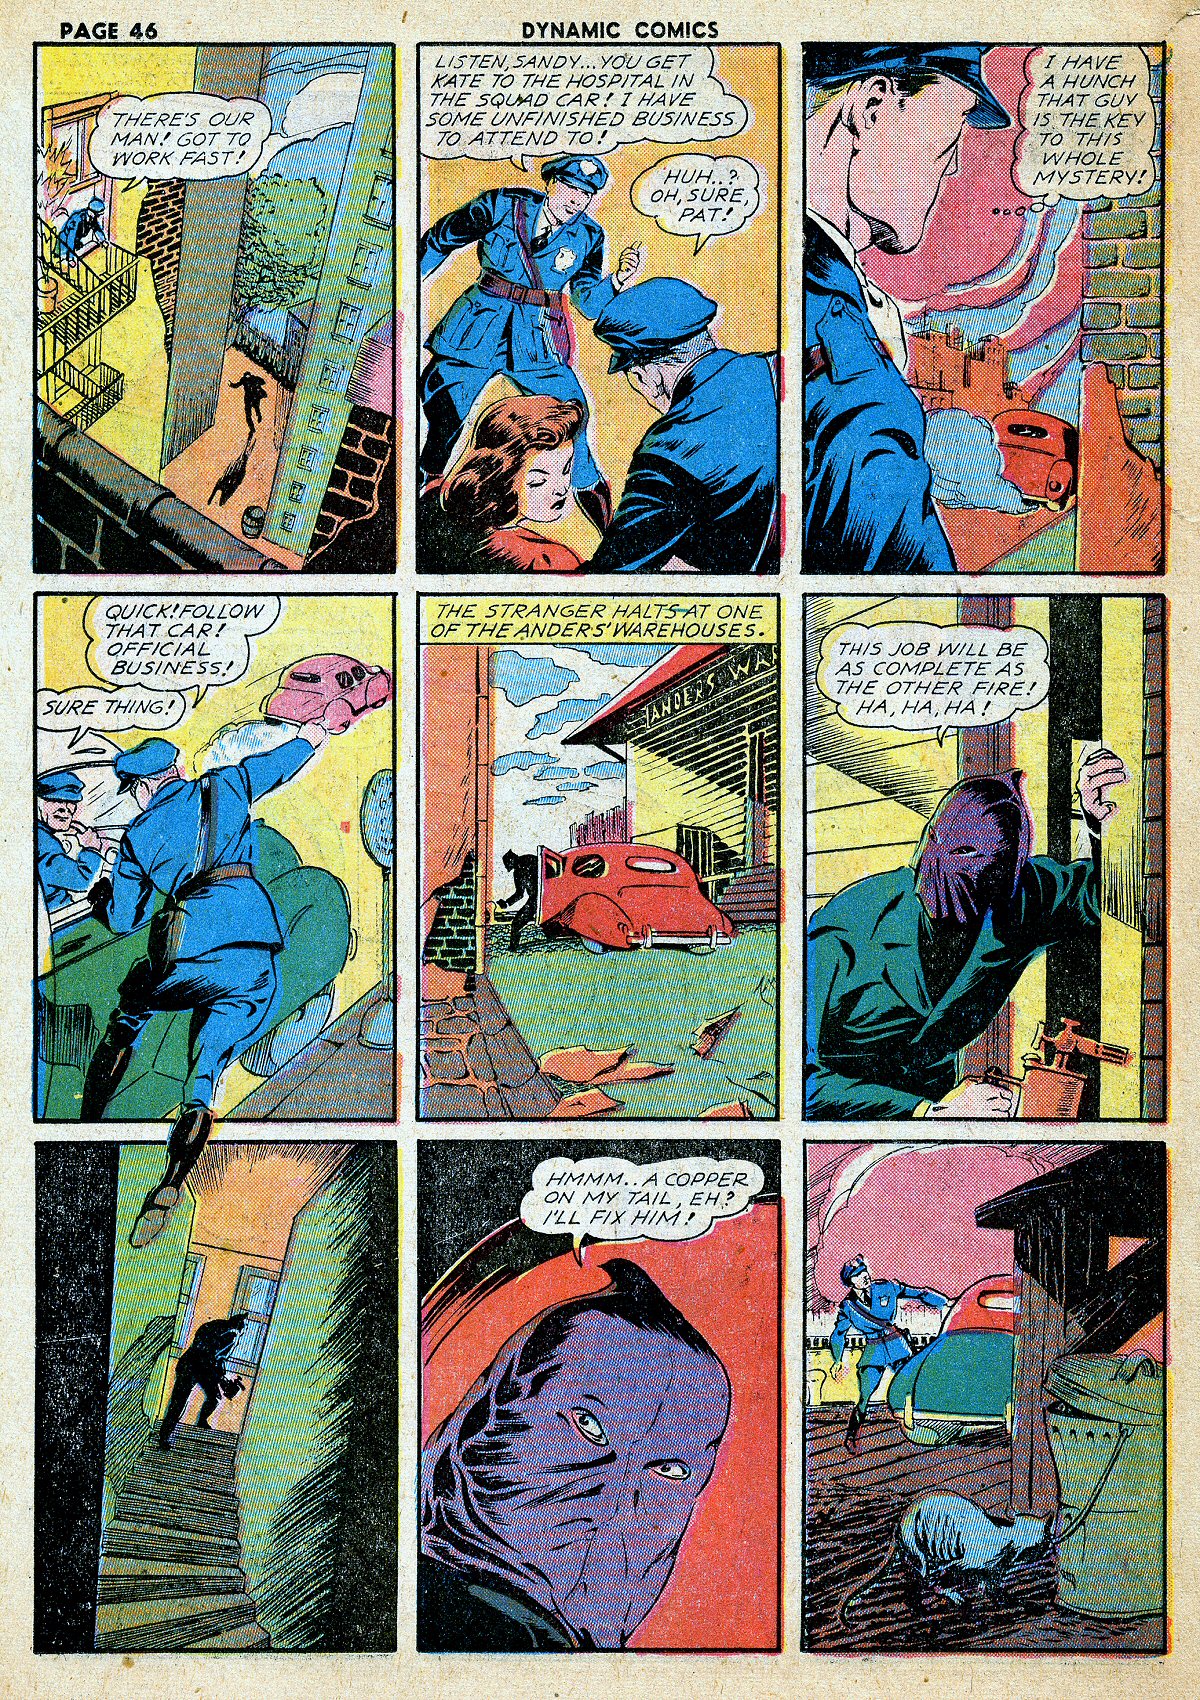 PAGE 46
DYNAMIC COMICS
THERE'S OUR
MAN! GOT TO
WORK FAST!
LISTEN, SANDY...YOU GET
KATE TO THE HOSPITAL IN
THE SQUAD CAR! I HAVE
SOME UNFINISHED BUSINESS
TO ATTEND TO!
HUH..?
OH, SURE,
PAT!
I HAVE
A HUNCH
THAT GUY
IS THE KEY
TO THIS
WHOLE
MYSTERY!
QUICK! FOLLOW
THAT CAR!
OFFICIAL
BUSINESS!
SURE THING!
THE STRANGER HALTS AT ONE
OF THE ANDERS' WAREHOUSES.
ANDERS WA
THIS JOB WILL BE
AS COMPLETE AS
THE OTHER FIRE!
HA, HA, HA!
HMMM.. A COPPER
ON MY TAIL, EH?
I'LL FIX HIM!